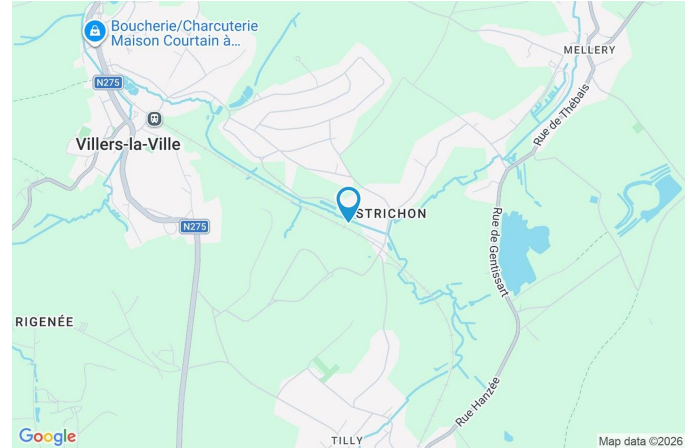 Boucherie/Charcuterie
Maison Courtain à...
MELLERY
N275
Rue de Thébais
Villers-la-Ville
STRICHON
N275
Rue de Gentissart
RIGENÉE
Rue Hanzée
TILLY
Google
Map data ©2026